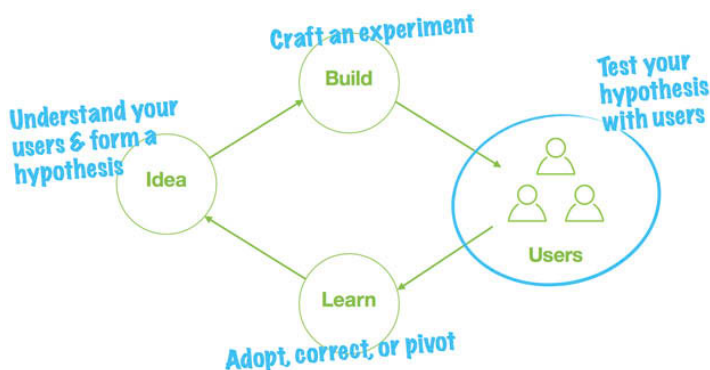 Craft an experiment
Build
Test your
hypothesis
with users
Understand your
users & form a
hypothesis
Idea
Users
Learn
Adopt, correct, or pivot